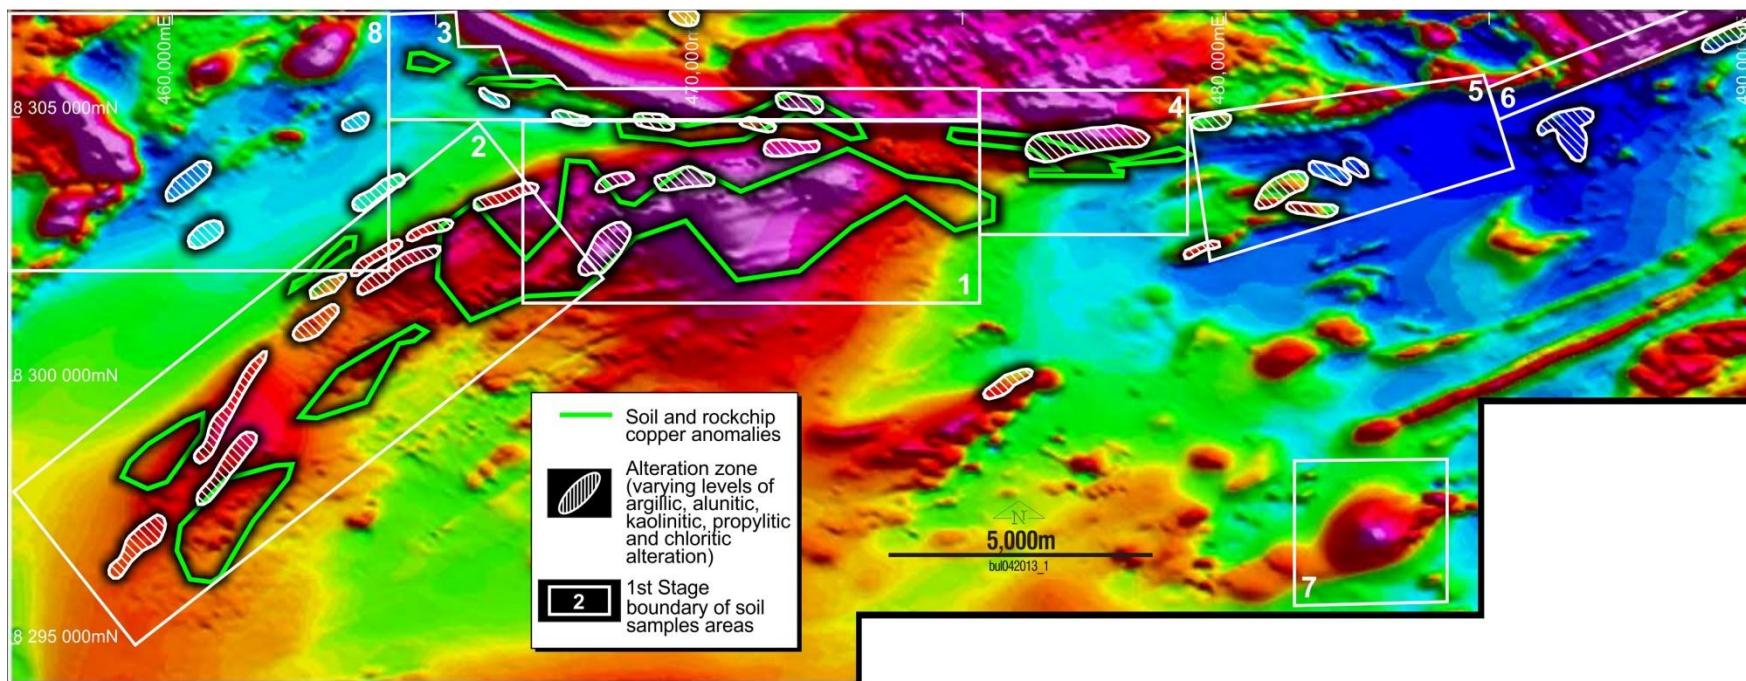 8
3
460,000mE
470,000mE
480,000mE
490,000mE
8 305 000mN
5
6
4
2
1
8 300 000mN
Soil and rockchip
copper anomalies
Alteration zone
(varying levels of
argillic, alunitic,
kaolinitic, propylitic
and chloritic
alteration)
2
1st Stage
boundary of soil
samples areas
N
5,000m
bul042013_1
7
8 295 000mN